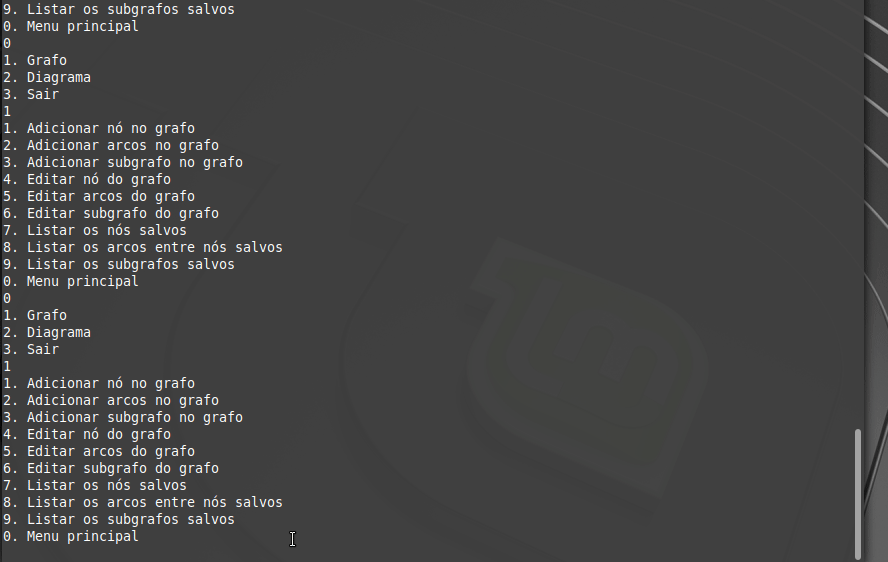 9. Listar os subgrafos salvos
0. Menu principal
0
1. Grafo
2. Diagrama
3. Sair
1
1. Adicionar nó no grafo
2. Adicionar arcos no grafo
3. Adicionar subgrafo no grafo
4. Editar nó do grafo
5. Editar arcos do grafo
6. Editar subgrafo do grafo
7. Listar os nós salvos
8. Listar os arcos entre nós salvos
9. Listar os subgrafos salvos
0. Menu principal
0
1. Grafo
2. Diagrama
3. Sair
1
1. Adicionar nó no grafo
2. Adicionar arcos no grafo
3. Adicionar subgrafo no grafo
4. Editar nó do grafo
5. Editar arcos do grafo
6. Editar subgrafo do grafo
7. Listar os nós salvos
8. Listar os arcos entre nós salvos
9. Listar os subgrafos salvos
0. Menu principal